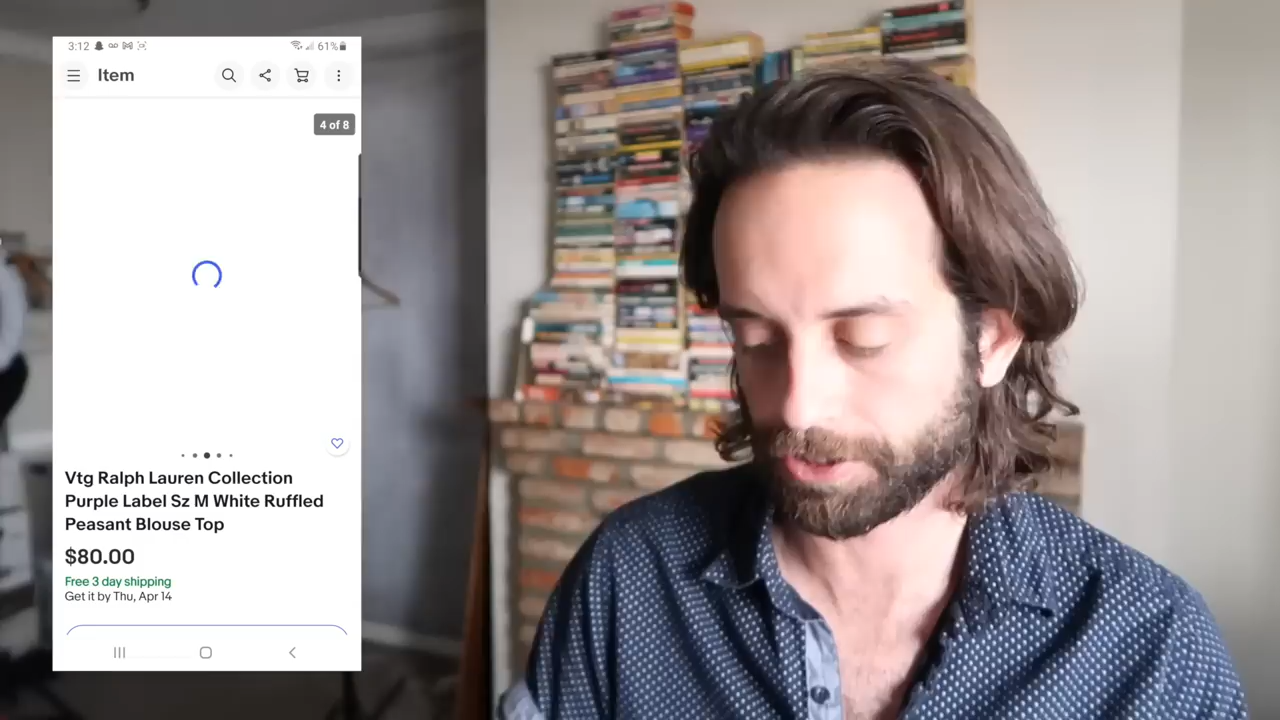 3:12 61%
Item
4 of 8
Vtg Ralph Lauren Collection
Purple Label Sz M White Ruffled
Peasant Blouse Top
$80.00
Free 3 day shipping
Get it by Thu, Apr 14